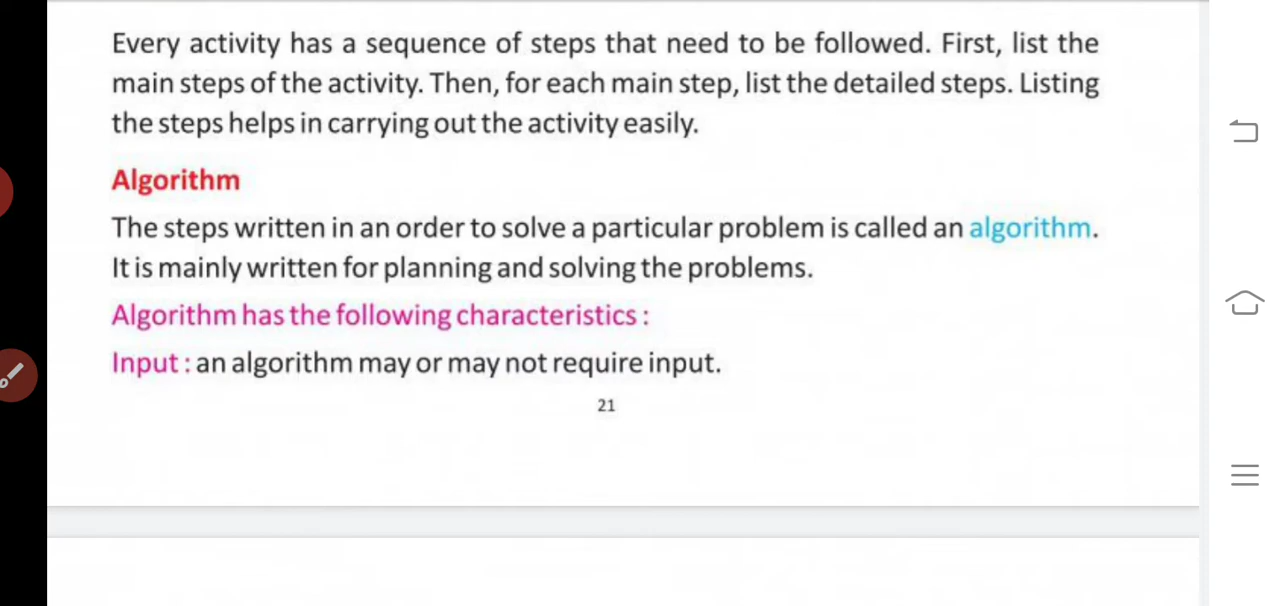 Every activity has a sequence of steps that need to be followed. First, list the
main steps of the activity. Then, for each main step, list the detailed steps. Listing
the steps helps in carrying out the activity easily.
Algorithm
The steps written in an order to solve a particular problem is called an algorithm.
It is mainly written for planning and solving the problems.
Algorithm has the following characteristics :
Input : an algorithm may or may not require input.
21